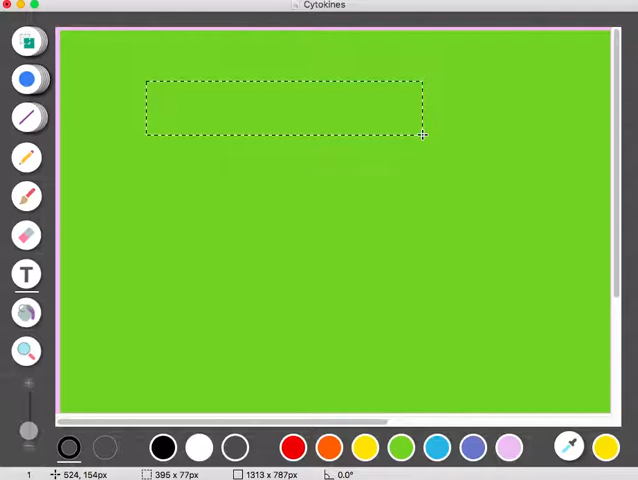 Cytokines
T
1
524, 154px
395 x 77px
1313 x 787px
0.0°